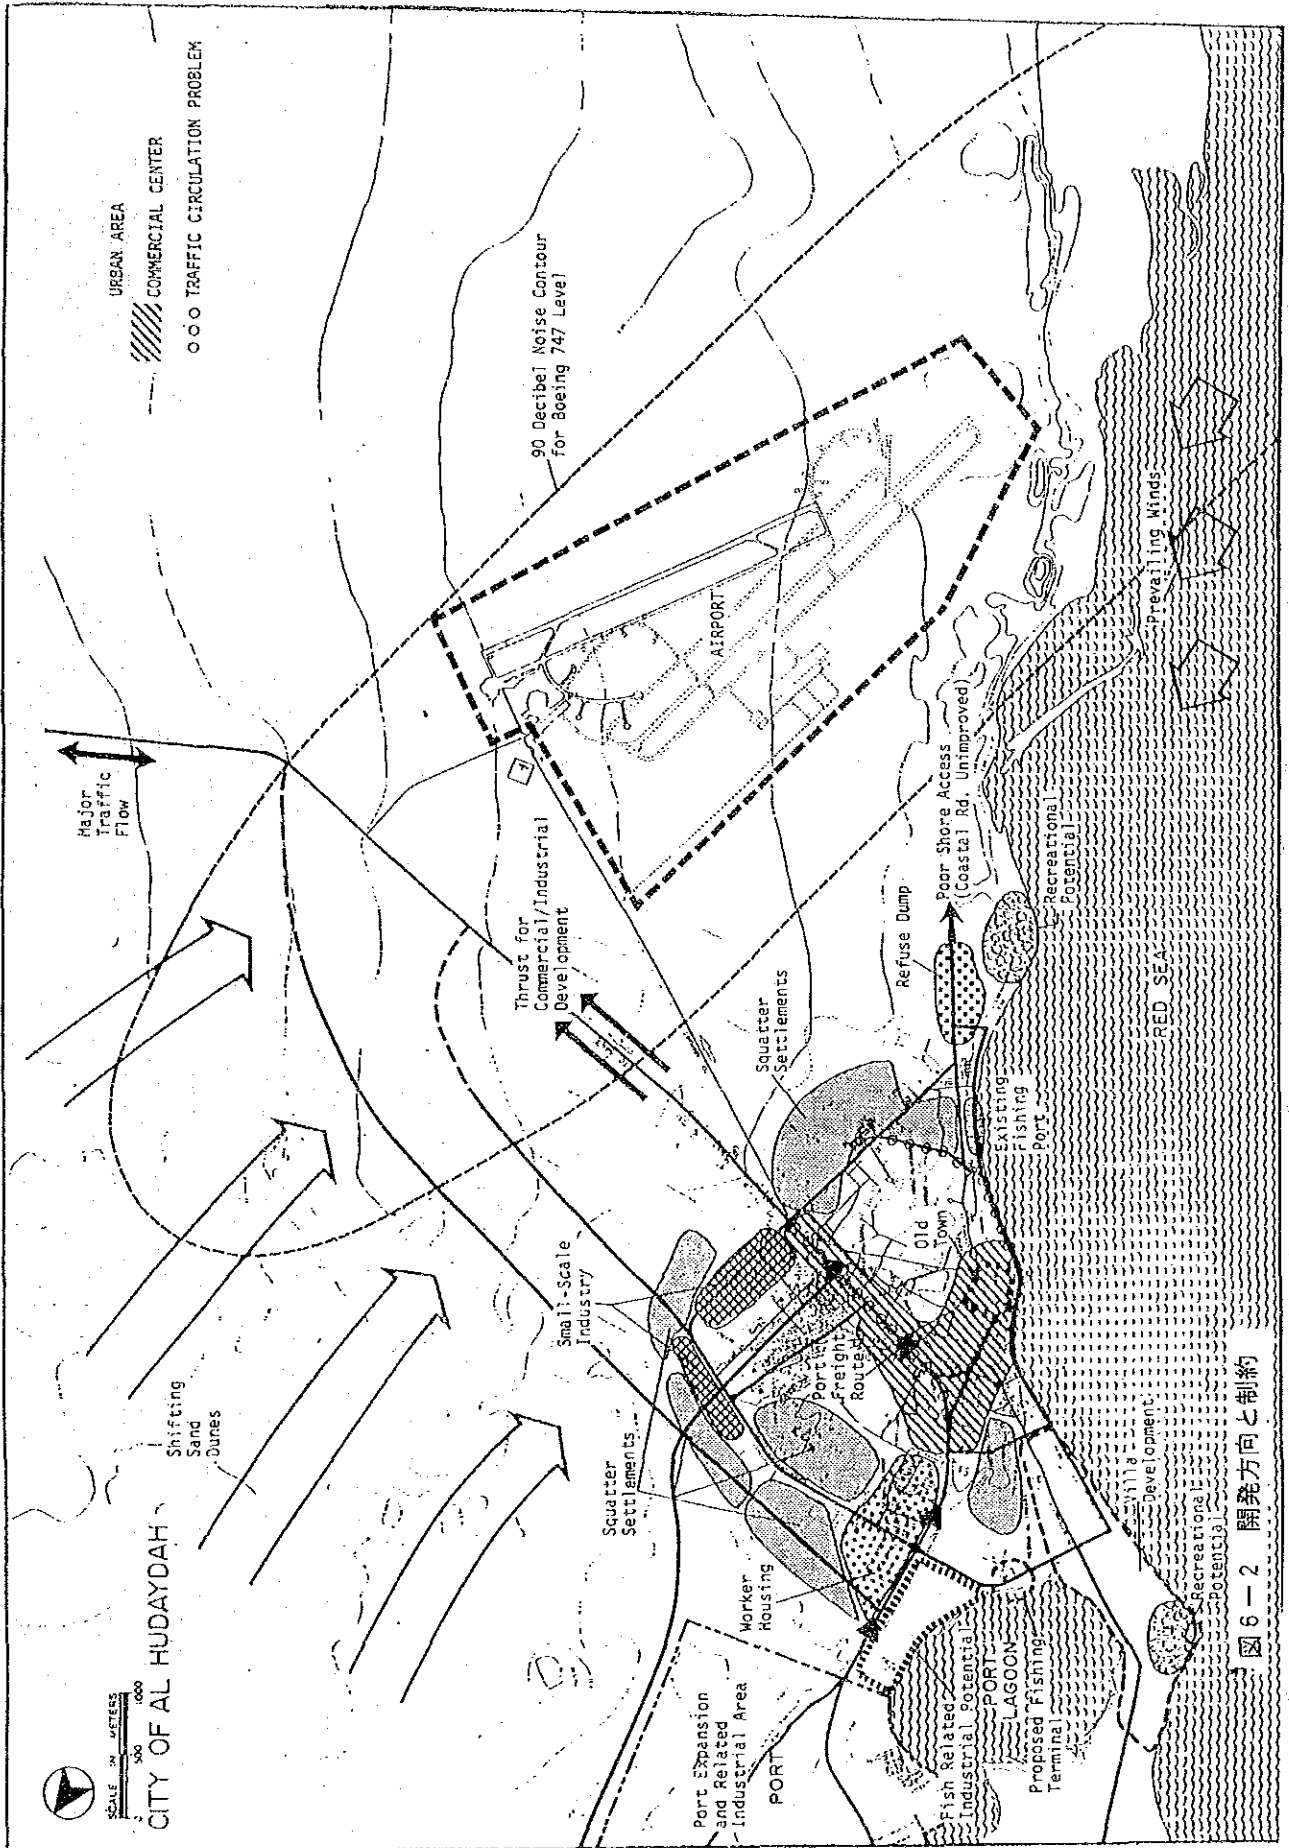 SCALE IN METERS
0 500 1000
CITY OF AL HUDAYDAH
URBAN AREA
COMMERCIAL CENTER
TRAFFIC CIRCULATION PROBLEM
Major
Traffic
Flow
Shifting
Sand
Dunes
90 Decibel Noise Contour
for Boeing 747 Level
AIRPORT
Thrust for
Commercial/Industrial
Development
Small-Scale
Industry
Squatter
Settlements
Squatter
Settlements
Worker
Housing
Port
Freight
Route
Old
Town
Refuse Dump
Poor Shore Access
(Coastal Rd. Unimproved)
Existing
Fishing
Port
Recreational
Potential
Prevailing Winds
RED SEA
Port Expansion
and Related
Industrial Area
PORT
Fish Related
Industrial Potential
PORT
LAGOON
Proposed Fishing
Terminal
Villa
Development
Recreational
Potential
図6－2 開発方向と制約